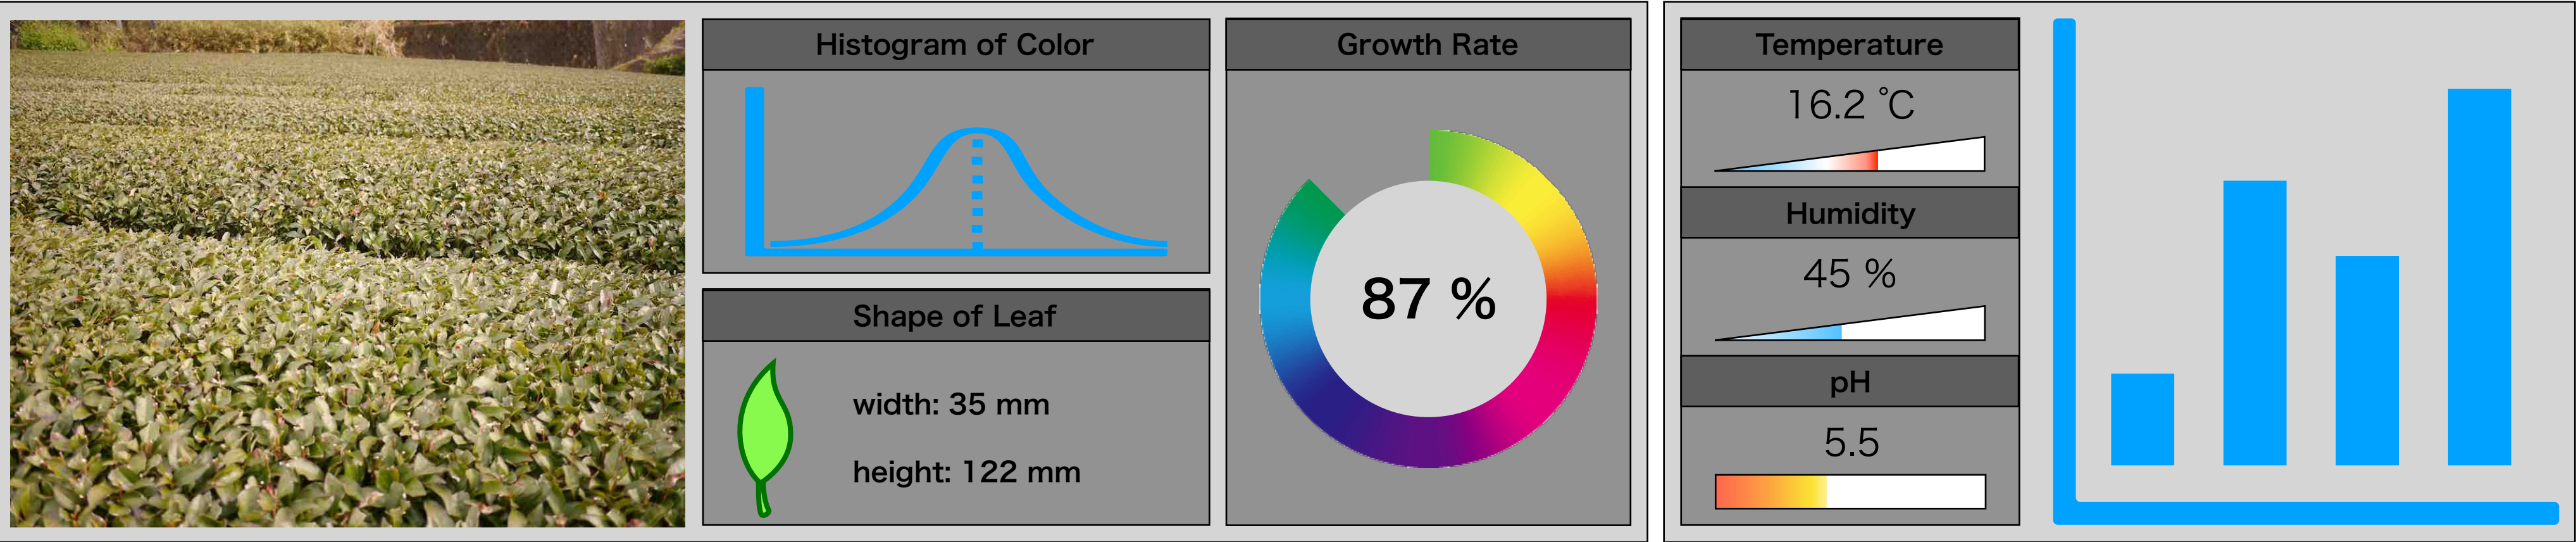 Histogram of Color
Shape of Leaf
width: 35 mm
height: 122 mm
Growth Rate
87 %
Temperature
16.2 ℃
Humidity
45 %
pH
5.5